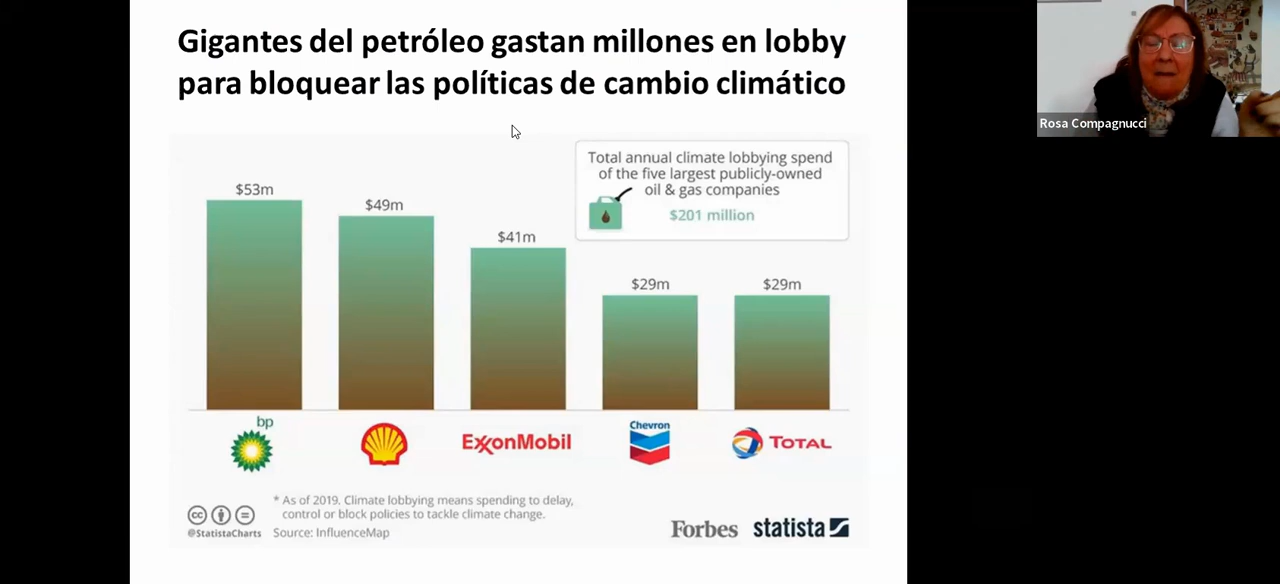 Gigantes del petróleo gastan millones en lobby
para bloquear las políticas de cambio climático
Rosa Compagnucci
Total annual climate lobbying spend
of the five largest publicly-owned
oil & gas companies
$201 million
$53m
$49m
$41m
$29m
$29m
bp
ExxonMobil
Chevron
TOTAL
* As of 2019. Climate lobbying means spending to delay,
control or block policies to tackle climate change.
cc
@StatistaCharts
Source: InfluenceMap
Forbes
statista